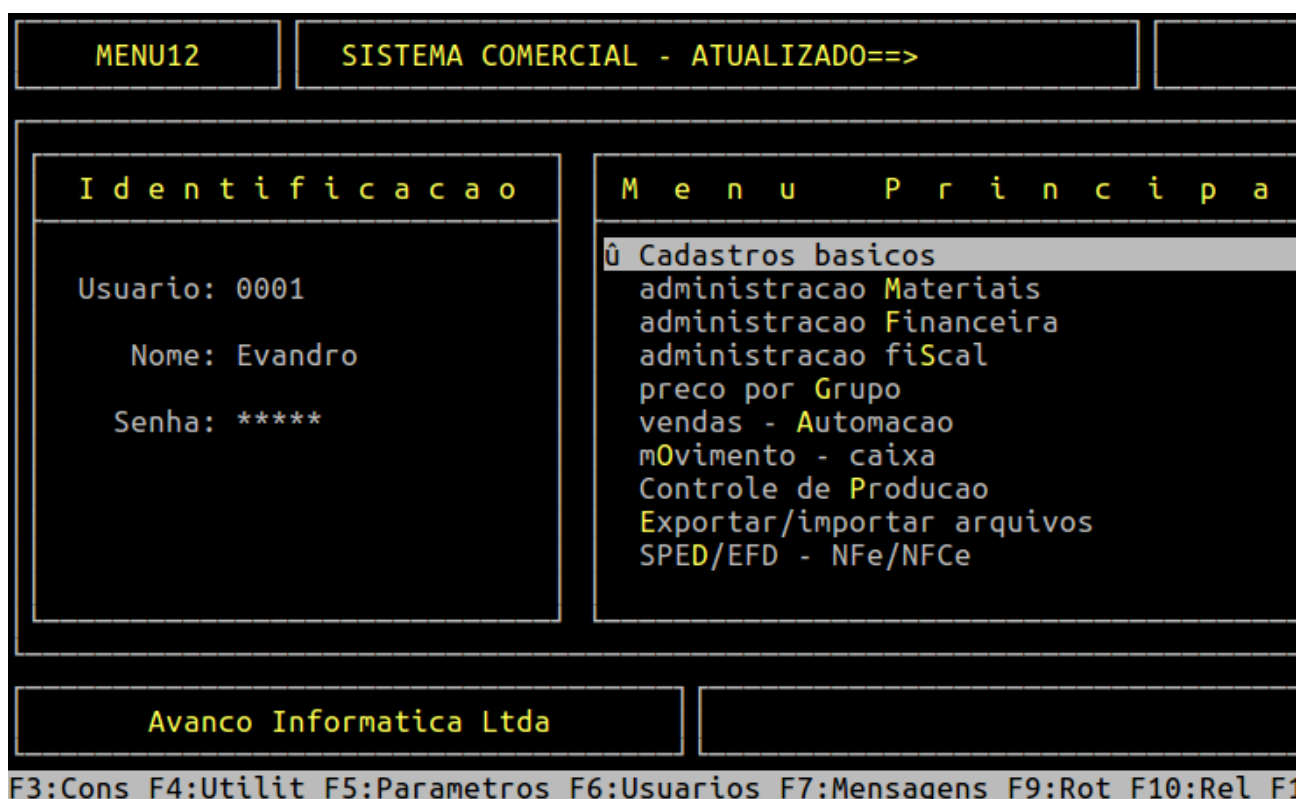 MENU12
SISTEMA COMERCIAL - ATUALIZADO==>
I d e n t i f i c a c a o
Usuario: 0001
Nome: Evandro
Senha: *****
M e n u   P r i n c i p a
û Cadastros basicos
administracao Materiais
administracao Financeira
administracao fiScal
preco por Grupo
vendas - Automacao
mOvimento - caixa
Controle de Producao
Exportar/importar arquivos
SPED/EFD - NFe/NFCe
Avanco Informatica Ltda
F3:Cons F4:Utilit F5:Parametros F6:Usuarios F7:Mensagens F9:Rot F10:Rel F1